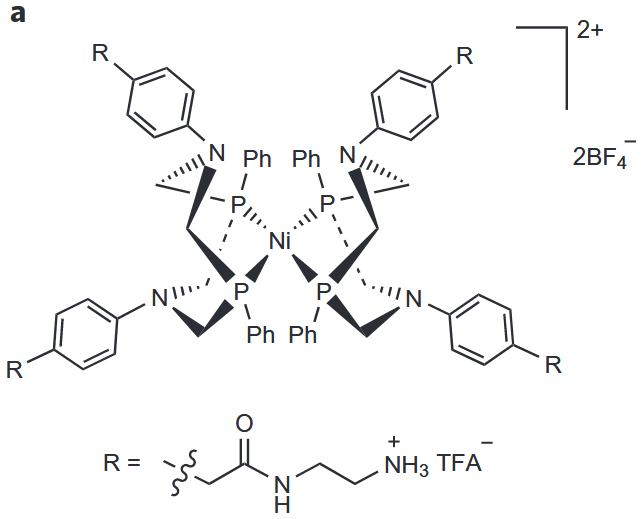 a
R R 2+
N Ph Ph N 2BF4−
P P
Ni
N P P N
R Ph Ph R
O
R = N H + NH3 TFA−